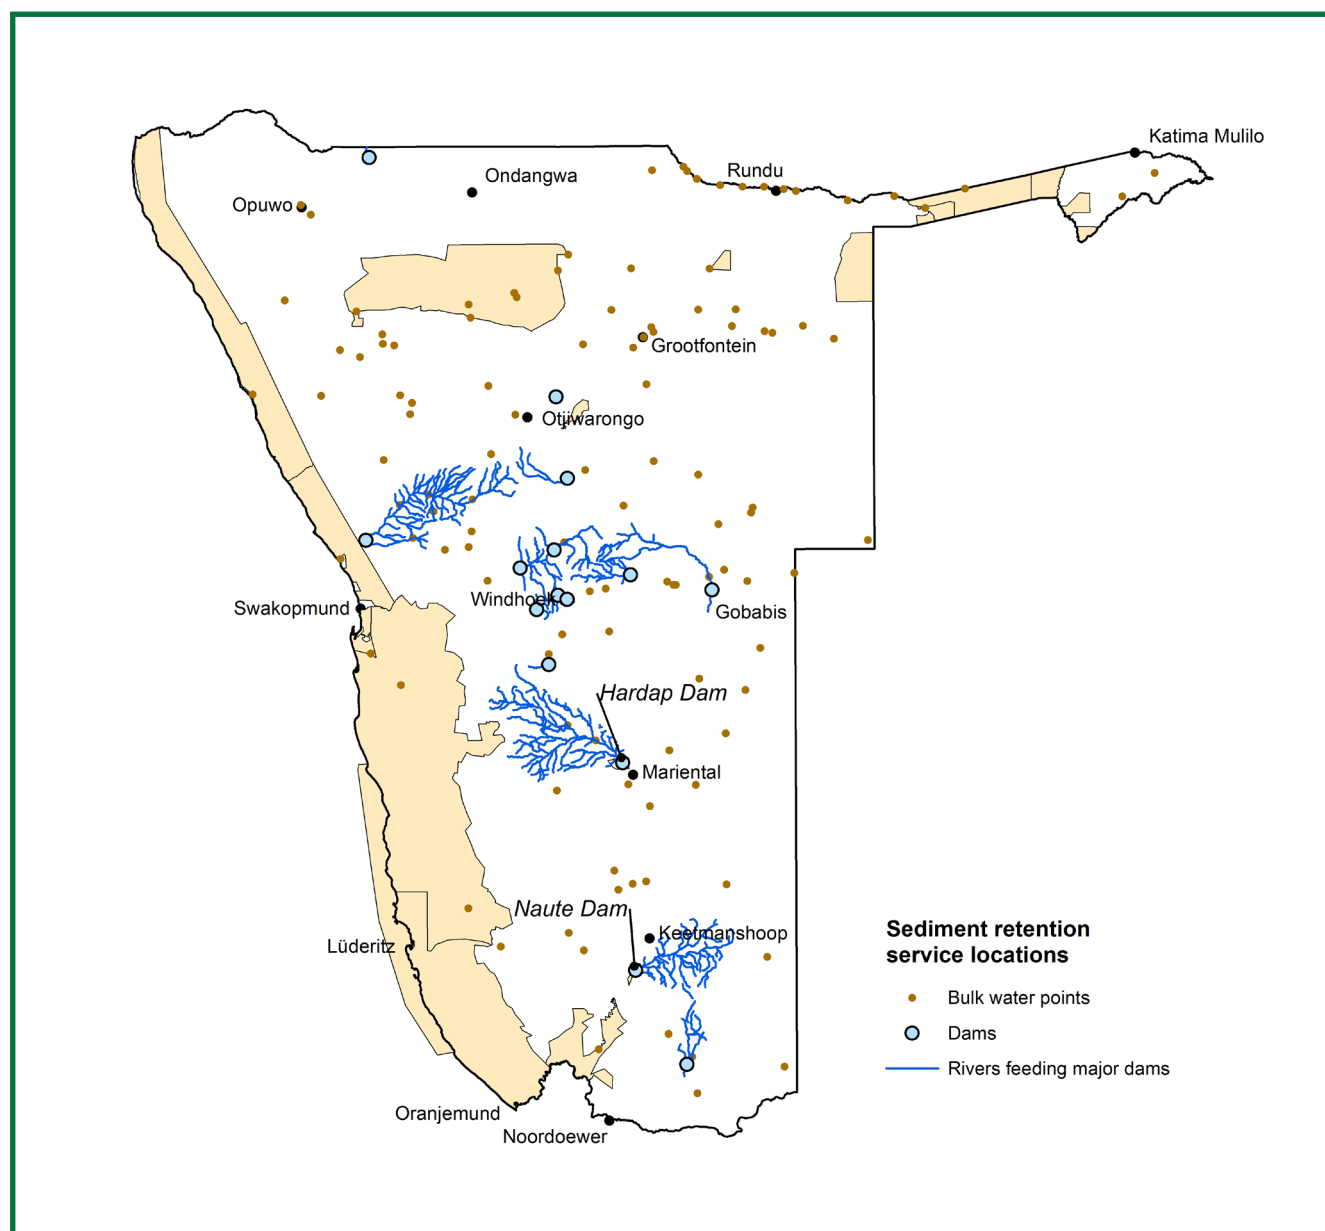 Katima Mulilo
Rundu
Ondangwa
Opuwo
Grootfontein
Otjiwarongo
Windhoek
Swakopmund
Gobabis
Hardap Dam
Mariental
Naute Dam
Keetmanshoop
Lüderitz
Sediment retention
service locations
Bulk water points
Dams
Rivers feeding major dams
Oranjemund
Noordoewer